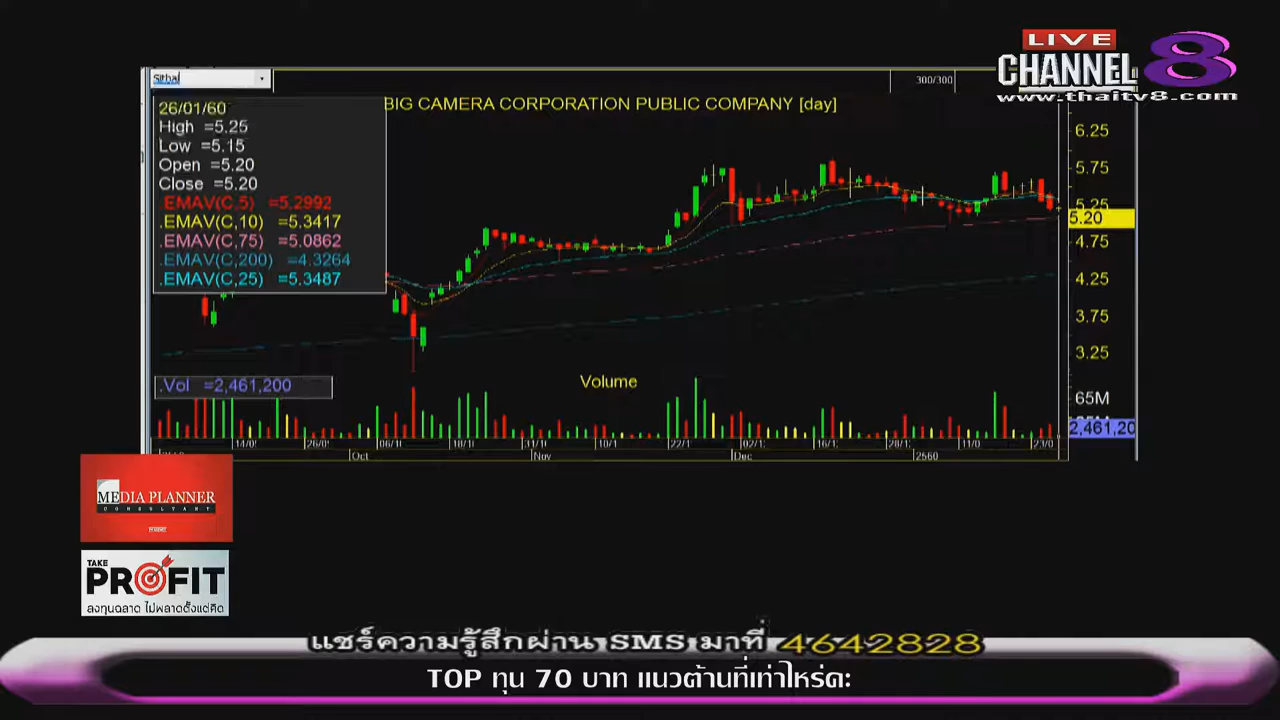 LIVE
CHANNEL 8
www.thaitv8.com
Sithai
300/300
BIG CAMERA CORPORATION PUBLIC COMPANY [day]
26/01/60
High =5.25
Low =5.15
Open =5.20
Close =5.20
.EMAV(C,5) =5.2992
.EMAV(C,10) =5.3417
.EMAV(C,75) =5.0862
.EMAV(C,200) =4.3264
.EMAV(C,25) =5.3487
6.25
5.75
5.25
5.20
4.75
4.25
3.75
3.25
.Vol =2,461,200
Volume
65M
2,461,20
14/0 26/0 06/1 18/1 31/1 10/1 22/1 02/1 16/1 28/1 11/0 23/0
Oct Nov Dec 2560
MEDIA PLANNER
CONSULTANT
TAKE
PROFIT
ลงทุนฉลาด ไม่พลาดตั้งแต่คิด
แชร์ความรู้สึกผ่าน SMS มาที่ 4642828
TOP ทุน 70 บาท แนวต้านที่เท่าไหร่ค่ะ